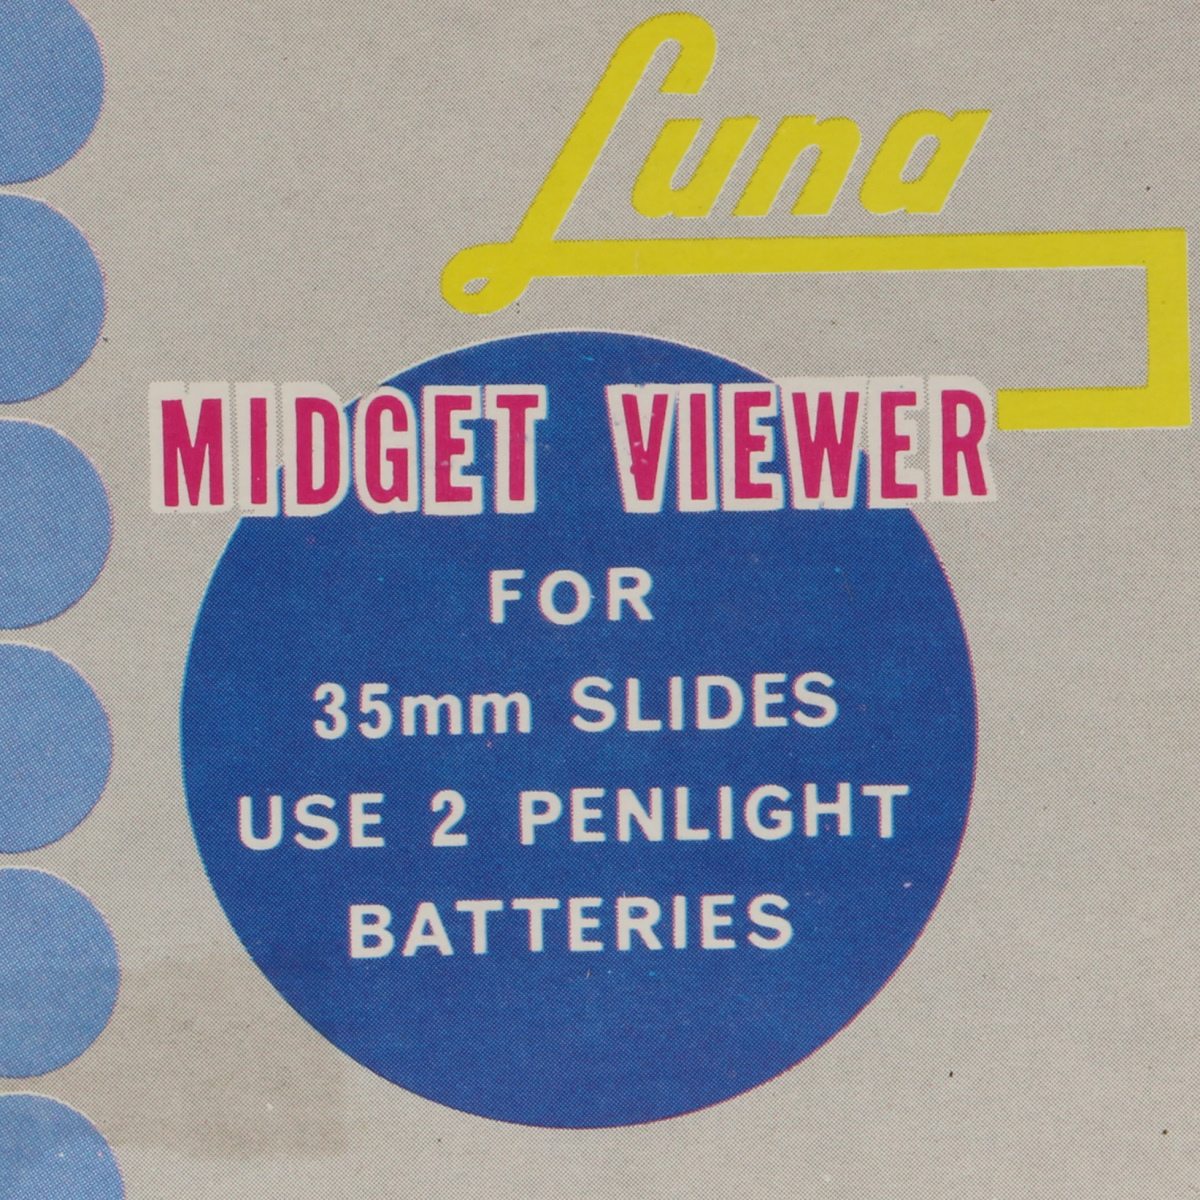 Luna
MIDGET VIEWER
FOR
35mm SLIDES
USE 2 PENLIGHT
BATTERIES